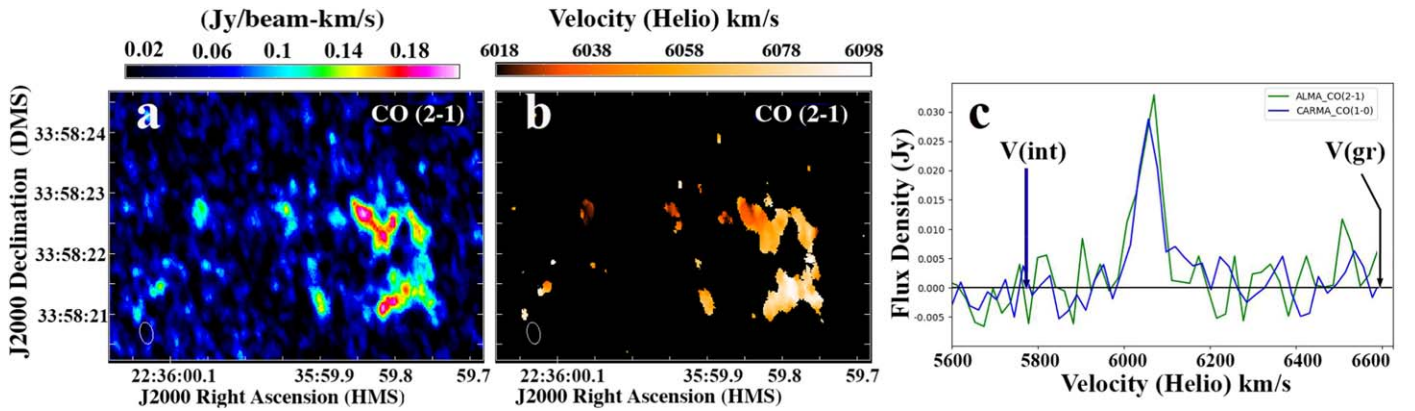 (Jy/beam-km/s)
0.02 0.06 0.1 0.14 0.18
a
CO (2-1)
33:58:24
33:58:23
33:58:22
33:58:21
J2000 Declination (DMS)
22:36:00.1 35:59.9 59.8 59.7
J2000 Right Ascension (HMS)
Velocity (Helio) km/s
6018 6038 6058 6078 6098
b
CO (2-1)
22:36:00.1 35:59.9 59.8 59.7
J2000 Right Ascension (HMS)
c
ALMA_CO(2-1)
CARMA_CO(1-0)
V(int)
V(gr)
0.030
0.025
0.020
0.015
0.010
0.005
0.000
-0.005
Flux Density (Jy)
5600 5800 6000 6200 6400 6600
Velocity (Helio) km/s